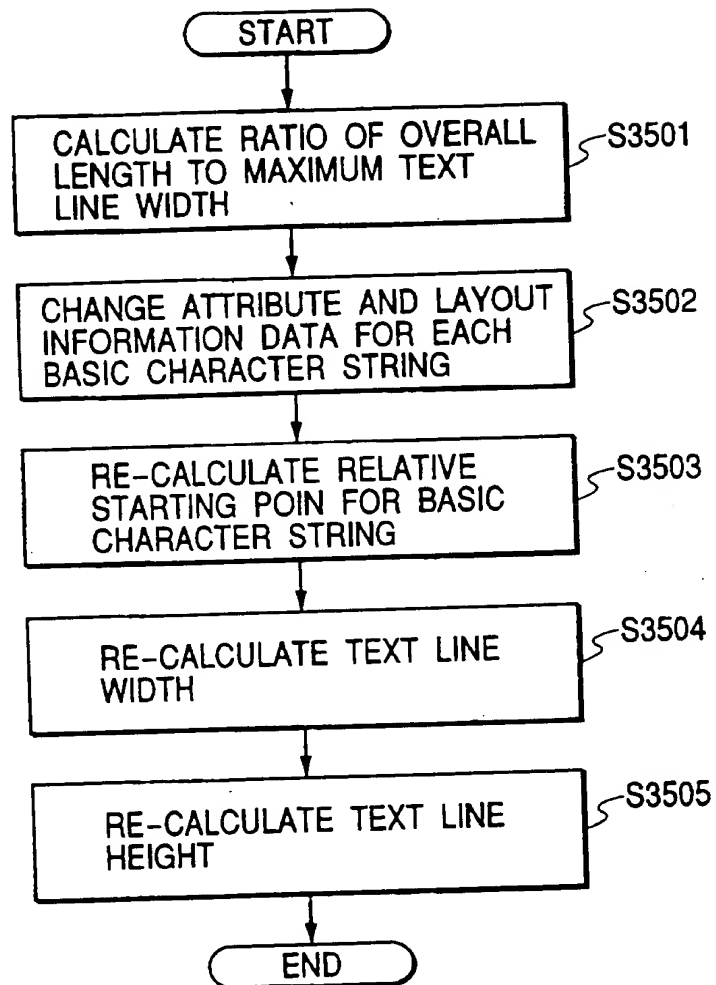 START
CALCULATE RATIO OF OVERALL
LENGTH TO MAXIMUM TEXT
LINE WIDTH
S3501
CHANGE ATTRIBUTE AND LAYOUT
INFORMATION DATA FOR EACH
BASIC CHARACTER STRING
S3502
RE-CALCULATE RELATIVE
STARTING POIN FOR BASIC
CHARACTER STRING
S3503
RE-CALCULATE TEXT LINE
WIDTH
S3504
RE-CALCULATE TEXT LINE
HEIGHT
S3505
END